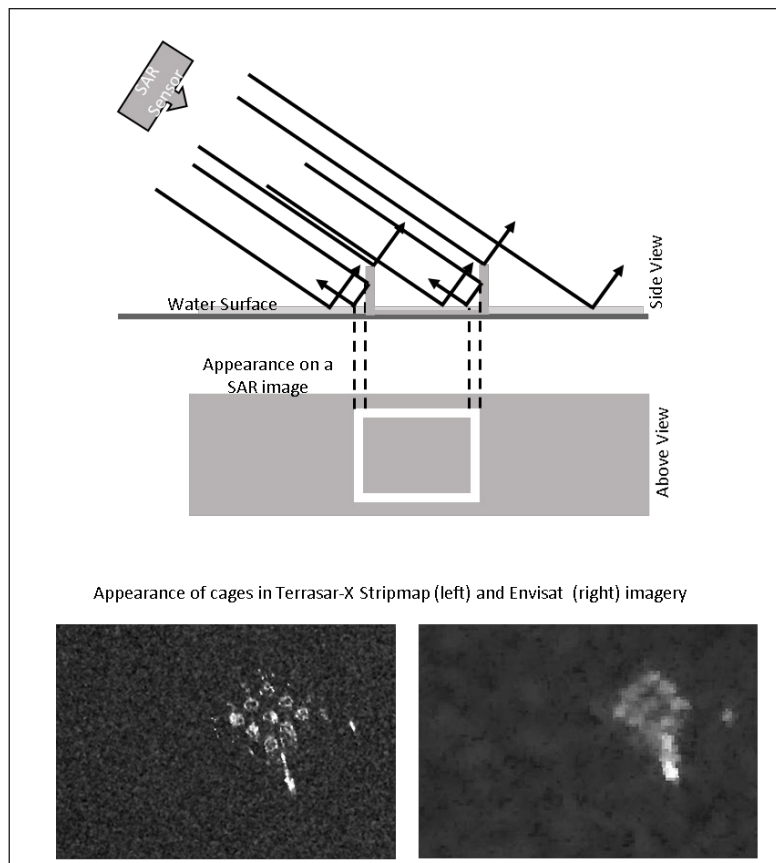 SAR
Sensor
Side View
Water Surface
Appearance on a
SAR image
Above View
Appearance of cages in Terrasar-X Stripmap (left) and Envisat (right) imagery